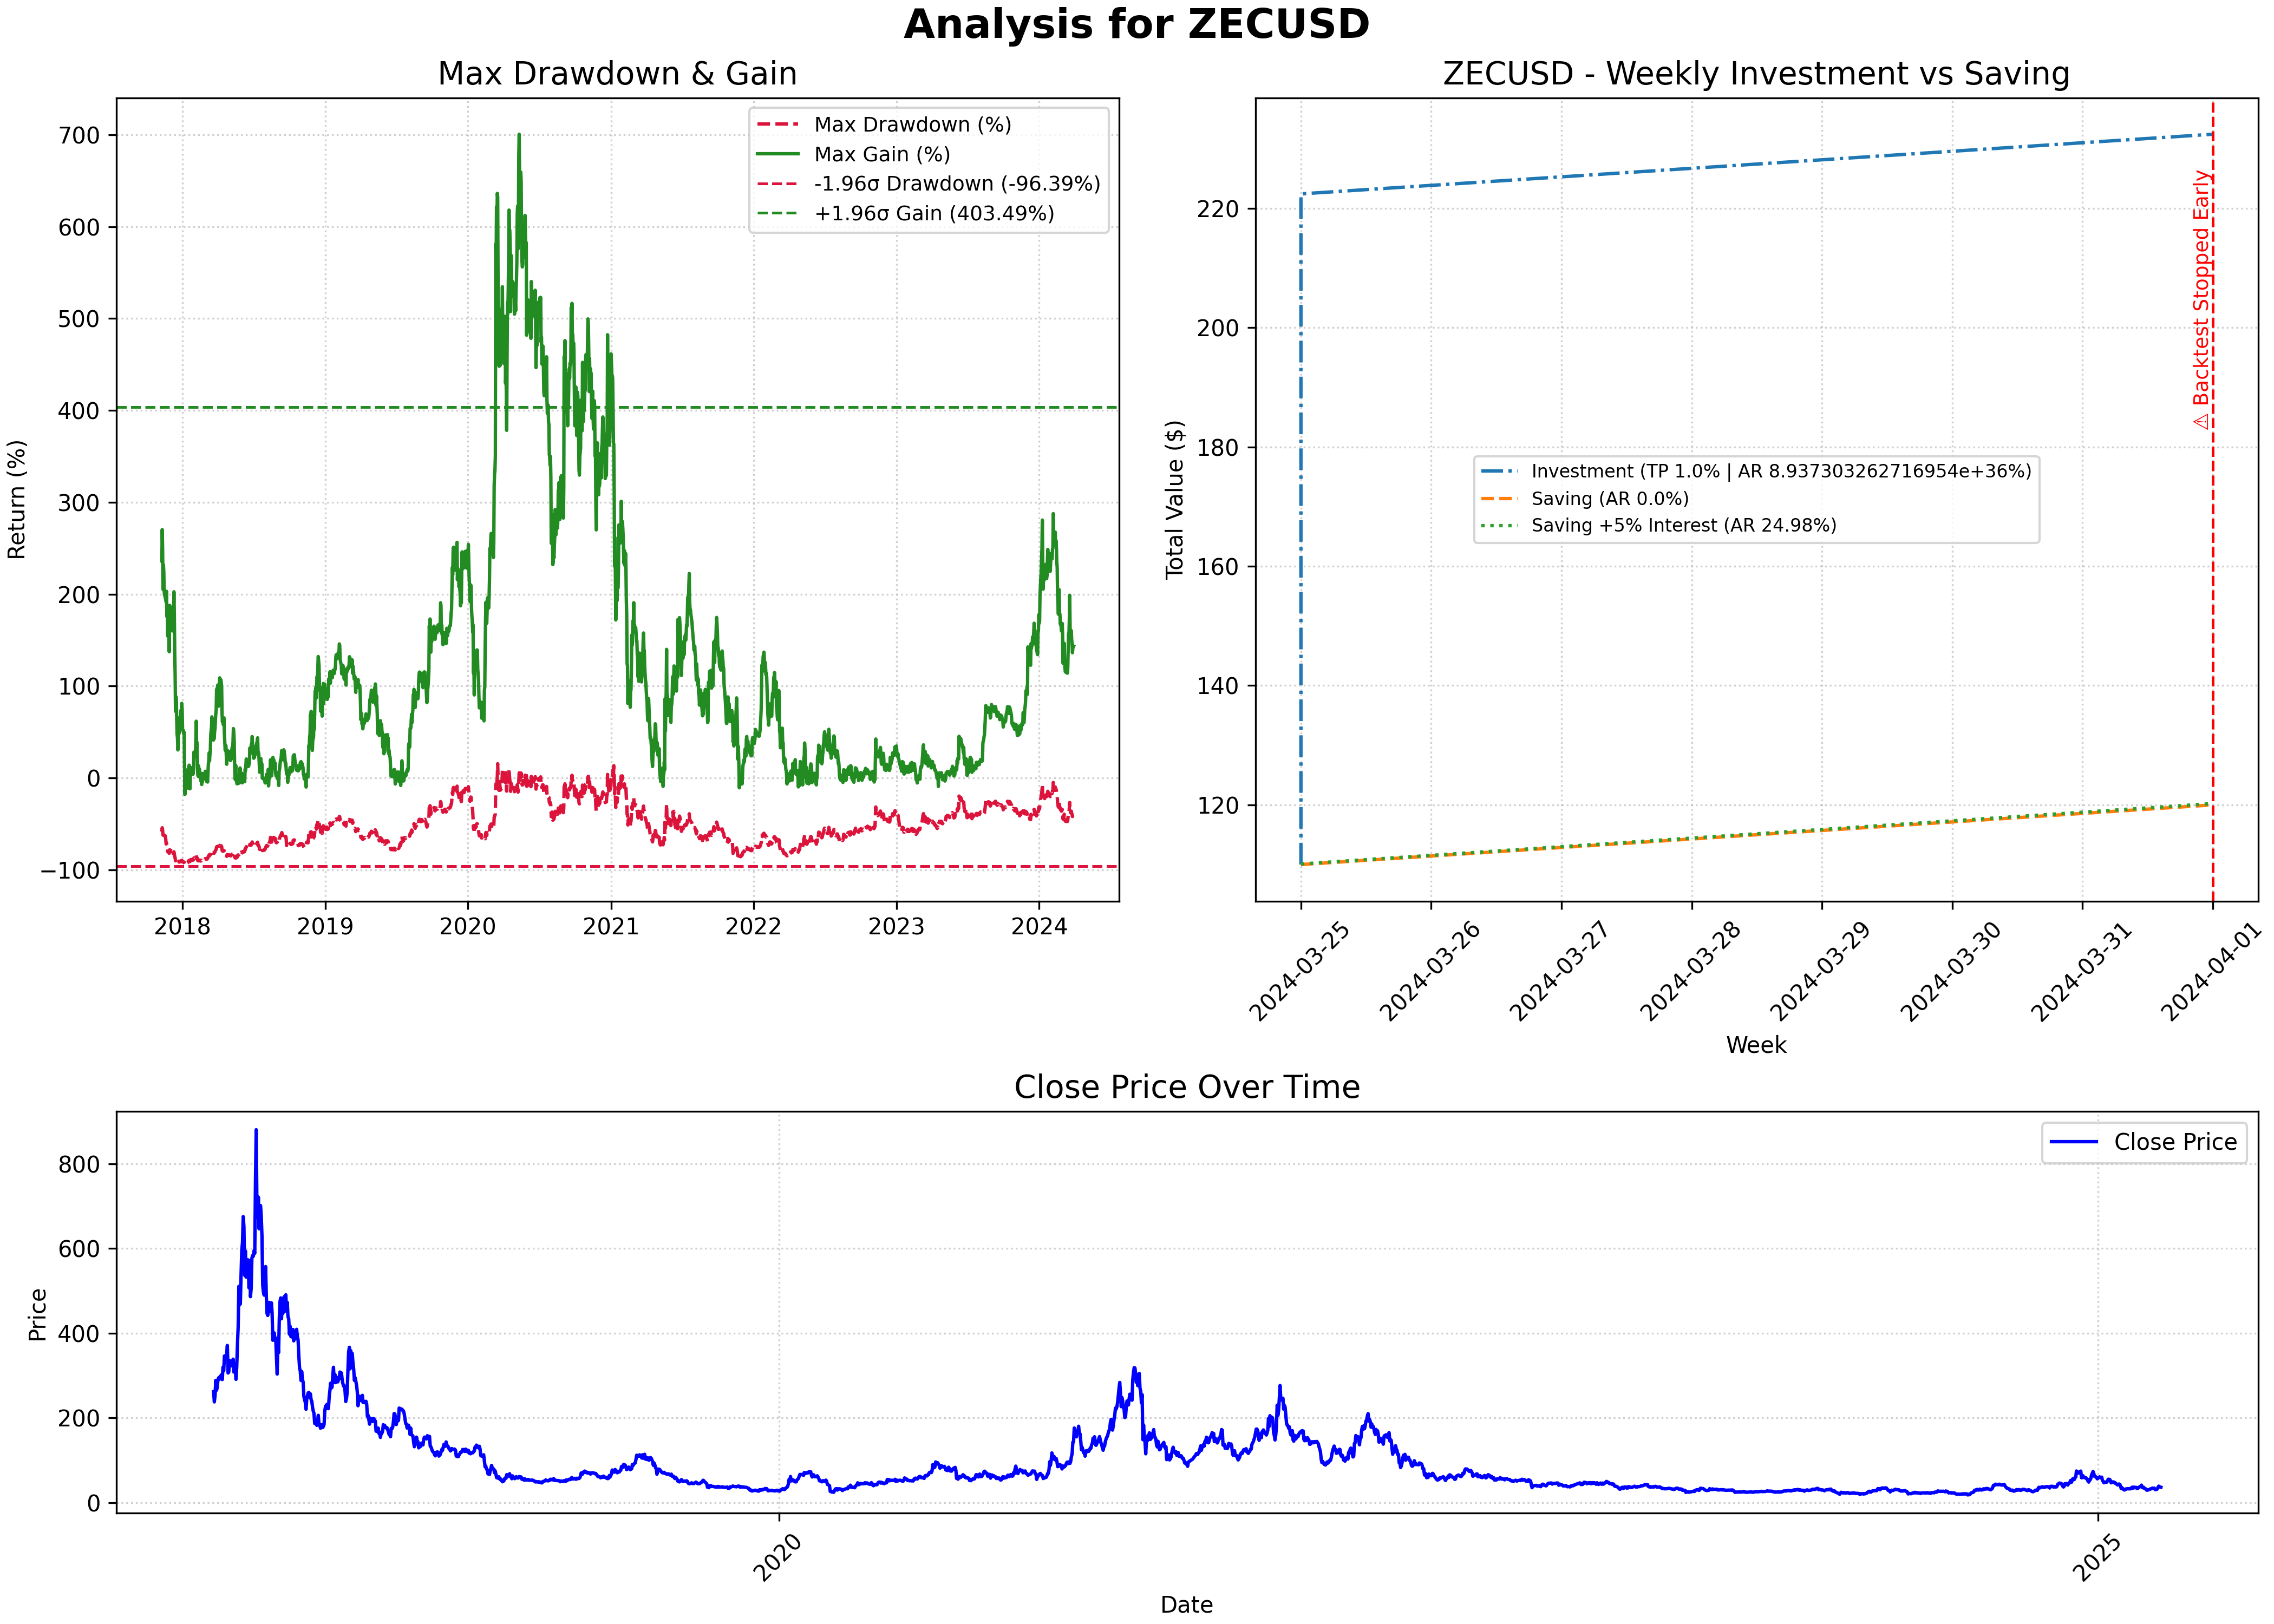 Analysis for ZECUSD
Max Drawdown & Gain
Return (%)
700
600
500
400
300
200
100
0
−100
2018
2019
2020
2021
2022
2023
2024
Max Drawdown (%)
Max Gain (%)
-1.96σ Drawdown (-96.39%)
+1.96σ Gain (403.49%)
ZECUSD - Weekly Investment vs Saving
Total Value ($)
220
200
180
160
140
120
Investment (TP 1.0% | AR 8.937303262716954e+36%)
Saving (AR 0.0%)
Saving +5% Interest (AR 24.98%)
⚠ Backtest Stopped Early
2024-03-25
2024-03-26
2024-03-27
2024-03-28
2024-03-29
2024-03-30
2024-03-31
2024-04-01
Week
Close Price Over Time
Price
800
600
400
200
0
Close Price
2020
2025
Date